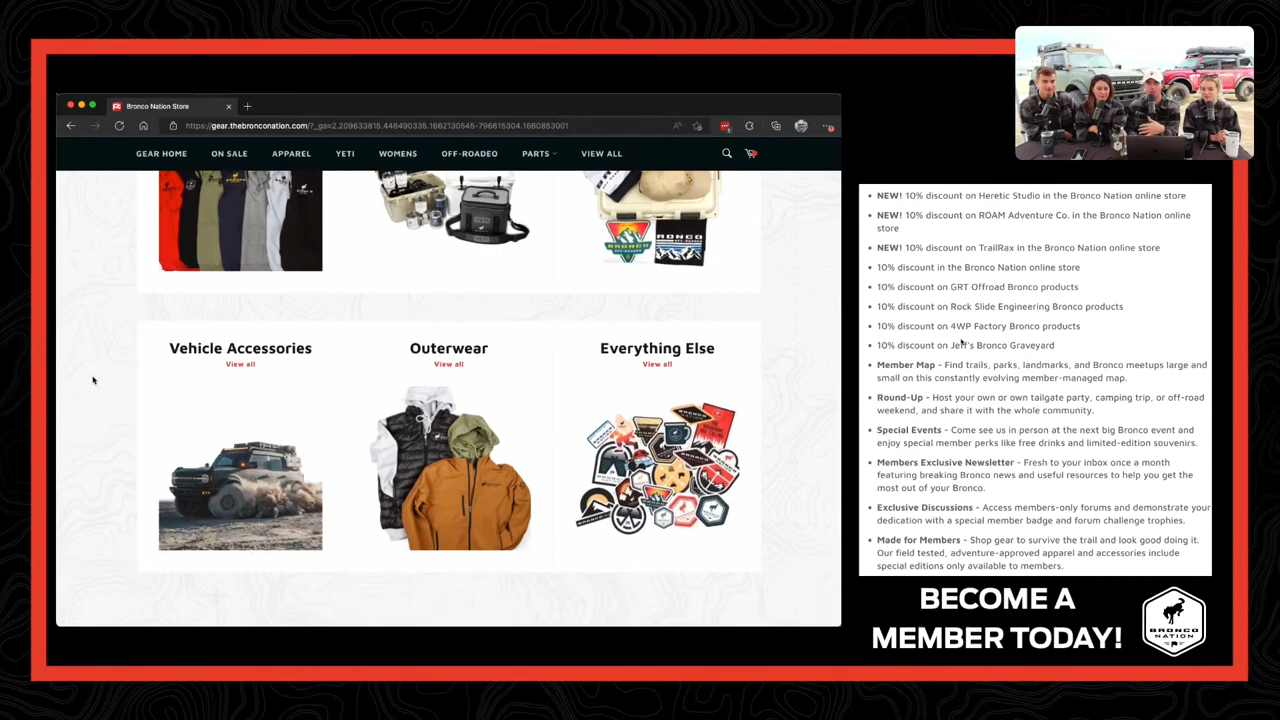 Bronco Nation Store
https://gear.thebronconation.com/?_ga=2.209633815.448490335.1662130545-796615304.1660853001
GEAR HOME ON SALE APPAREL YETI WOMENS OFF-ROADEO PARTS VIEW ALL
Vehicle Accessories
View all
Outerwear
View all
Everything Else
View all
• NEW! 10% discount on Heretic Studio in the Bronco Nation online store
• NEW! 10% discount on ROAM Adventure Co. in the Bronco Nation online
store
• NEW! 10% discount on TrailRax in the Bronco Nation online store
• 10% discount in the Bronco Nation online store
• 10% discount on GRT Offroad Bronco products
• 10% discount on Rock Slide Engineering Bronco products
• 10% discount on 4WP Factory Bronco products
• 10% discount on Jeff's Bronco Graveyard
• Member Map - Find trails, parks, landmarks, and Bronco meetups large and
small on this constantly evolving member-managed map.
• Round-Up - Host your own or own tailgate party, camping trip, or off-road
weekend, and share it with the whole community.
• Special Events - Come see us in person at the next big Bronco event and
enjoy special member perks like free drinks and limited-edition souvenirs.
• Members Exclusive Newsletter - Fresh to your inbox once a month
featuring breaking Bronco news and useful resources to help you get the
most out of your Bronco.
• Exclusive Discussions - Access members-only forums and demonstrate your
dedication with a special member badge and forum challenge trophies.
• Made for Members - Shop gear to survive the trail and look good doing it.
Our field tested, adventure-approved apparel and accessories include
special editions only available to members.
BECOME A
MEMBER TODAY!
BRONCO
NATION